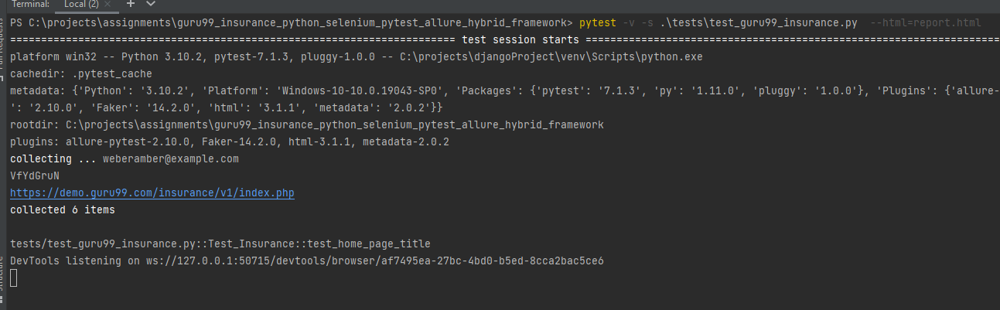 Terminal: Local (2) × +
PS C:\projects\assignments\guru99_insurance_python_selenium_pytest_allure_hybrid_framework> pytest -v -s .\tests\test_guru99_insurance.py --html=report.html
============================================================================ test session starts ============================================================================
platform win32 -- Python 3.10.2, pytest-7.1.3, pluggy-1.0.0 -- C:\projects\djangoProject\venv\Scripts\python.exe
cachedir: .pytest_cache
metadata: {'Python': '3.10.2', 'Platform': 'Windows-10-10.0.19043-SP0', 'Packages': {'pytest': '7.1.3', 'py': '1.11.0', 'pluggy': '1.0.0'}, 'Plugins': {'allure-
': '2.10.0', 'Faker': '14.2.0', 'html': '3.1.1', 'metadata': '2.0.2'}}
rootdir: C:\projects\assignments\guru99_insurance_python_selenium_pytest_allure_hybrid_framework
plugins: allure-pytest-2.10.0, Faker-14.2.0, html-3.1.1, metadata-2.0.2
collecting ... weberamber@example.com
VfYdGruN
https://demo.guru99.com/insurance/v1/index.php
collected 6 items
tests/test_guru99_insurance.py::Test_Insurance::test_home_page_title
DevTools listening on ws://127.0.0.1:50715/devtools/browser/af7495ea-27bc-4bd0-b5ed-8cca2bac5ce6